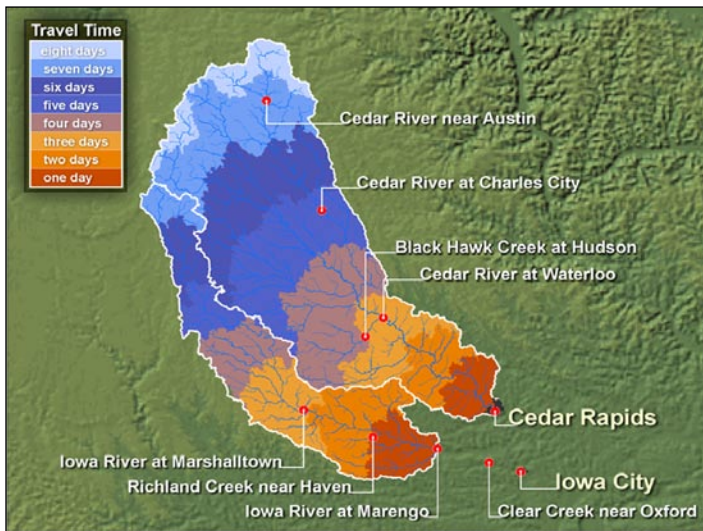 Travel Time
eight days
seven days
six days
five days
four days
three days
two days
one day
Cedar River near Austin
Cedar River at Charles City
Black Hawk Creek at Hudson
Cedar River at Waterloo
Cedar Rapids
Iowa River at Marshalltown
Iowa City
Richland Creek near Haven
Iowa River at Marengo
Clear Creek near Oxford